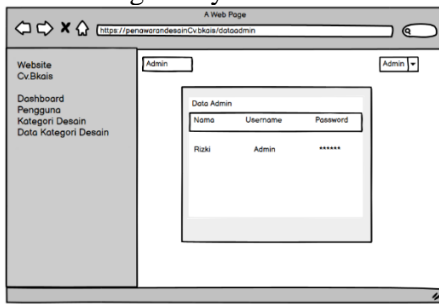 A Web Page
https://penawarandesainCv.bkais/dataadmin
Website
Cv.Bkais
Admin
Admin
Dashboard
Pengguna
Kategori Desain
Data Kategori Desain
Data Admin
Nama Username Password
Rizki Admin ******